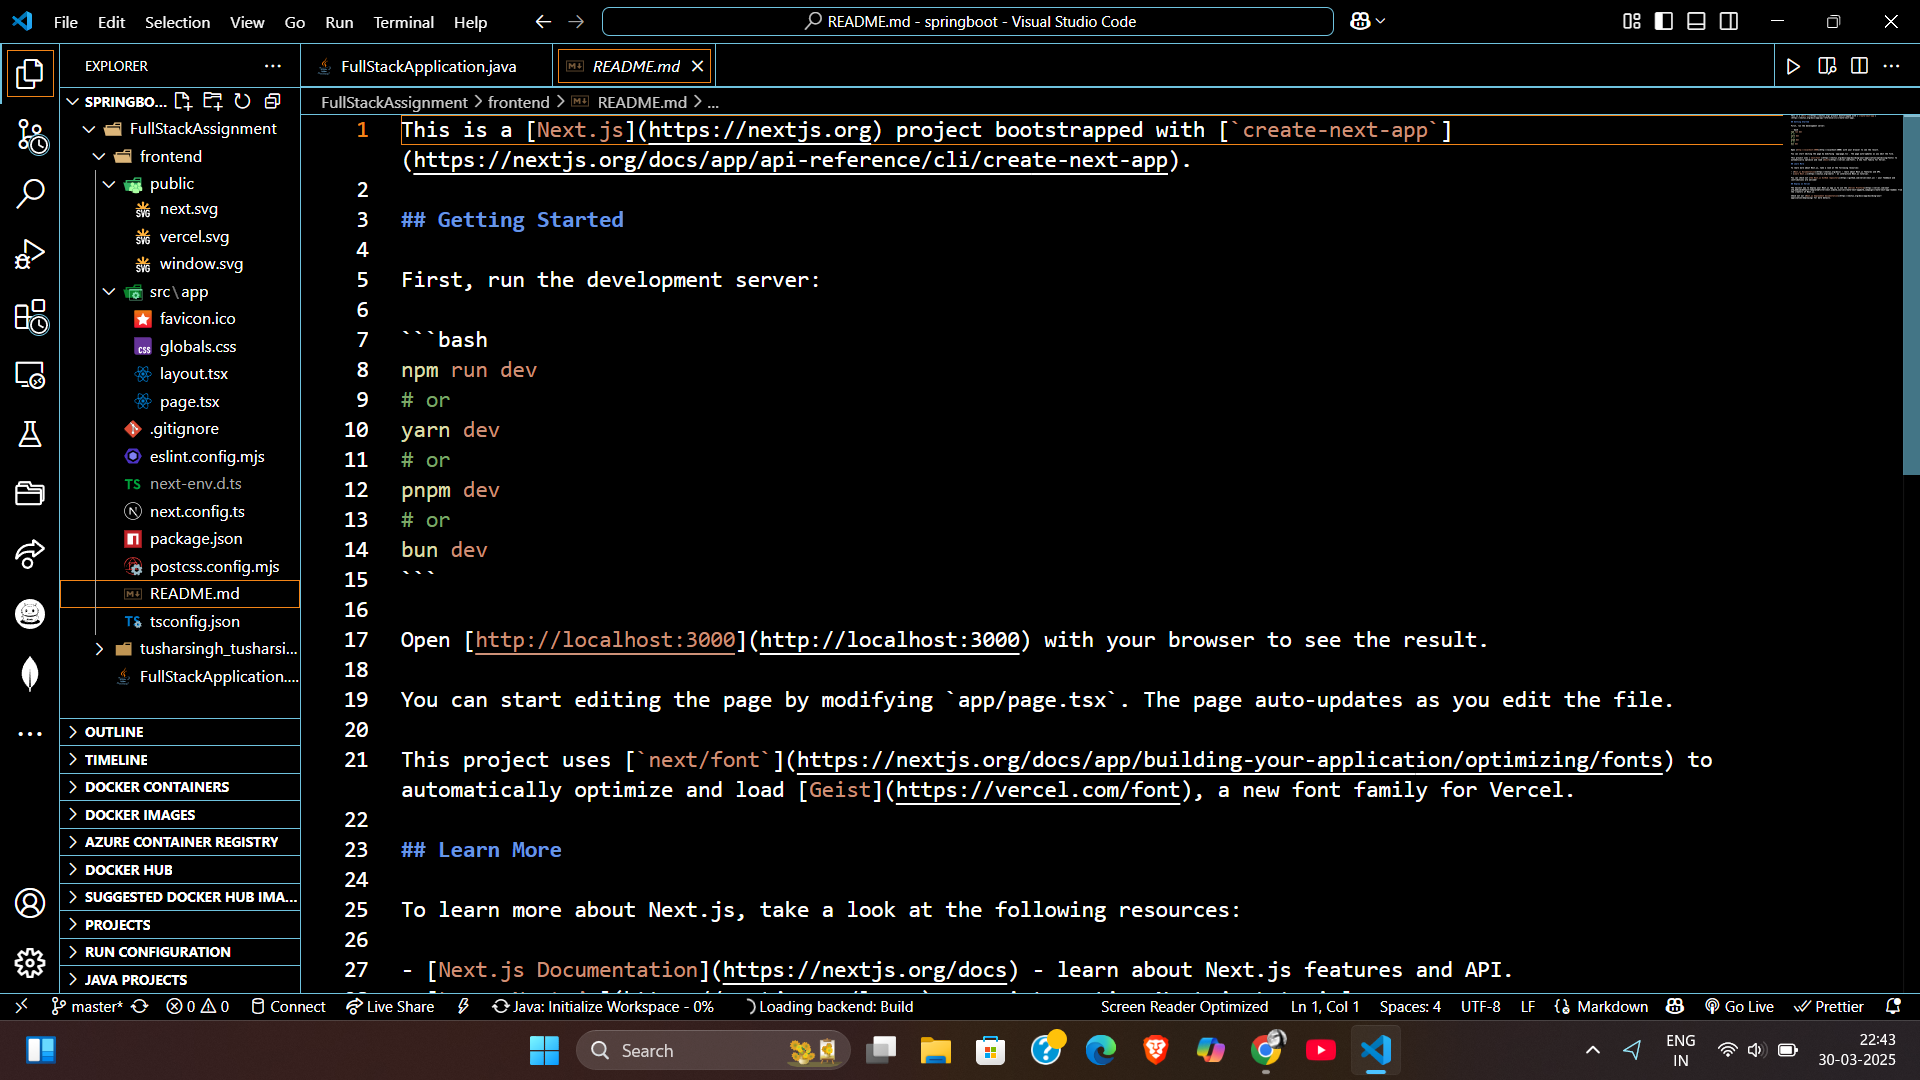 File Edit Selection View Go Run Terminal Help
README.md - springboot - Visual Studio Code
EXPLORER
SPRINGBO...
FullStackAssignment
frontend
public
next.svg
vercel.svg
window.svg
src\app
favicon.ico
globals.css
layout.tsx
page.tsx
.gitignore
eslint.config.mjs
next-env.d.ts
next.config.ts
package.json
postcss.config.mjs
README.md
tsconfig.json
tusharsingh_tusharsi...
FullStackApplication....
OUTLINE
TIMELINE
DOCKER CONTAINERS
DOCKER IMAGES
AZURE CONTAINER REGISTRY
DOCKER HUB
SUGGESTED DOCKER HUB IMA...
PROJECTS
RUN CONFIGURATION
JAVA PROJECTS
FullStackApplication.java
README.md
FullStackAssignment > frontend > README.md > ...
1 This is a [Next.js](https://nextjs.org) project bootstrapped with [`create-next-app`]
(https://nextjs.org/docs/app/api-reference/cli/create-next-app).
2
3 ## Getting Started
4
5 First, run the development server:
6
7 ```bash
8 npm run dev
9 # or
10 yarn dev
11 # or
12 pnpm dev
13 # or
14 bun dev
15 ```
16
17 Open [http://localhost:3000](http://localhost:3000) with your browser to see the result.
18
19 You can start editing the page by modifying `app/page.tsx`. The page auto-updates as you edit the file.
20
21 This project uses [`next/font`](https://nextjs.org/docs/app/building-your-application/optimizing/fonts) to
automatically optimize and load [Geist](https://vercel.com/font), a new font family for Vercel.
22
23 ## Learn More
24
25 To learn more about Next.js, take a look at the following resources:
26
27 - [Next.js Documentation](https://nextjs.org/docs) - learn about Next.js features and API.
master* 0 0 Connect Live Share Java: Initialize Workspace - 0% Loading backend: Build
Screen Reader Optimized Ln 1, Col 1 Spaces: 4 UTF-8 LF Markdown Go Live Prettier
Search
ENG
IN
22:43
30-03-2025